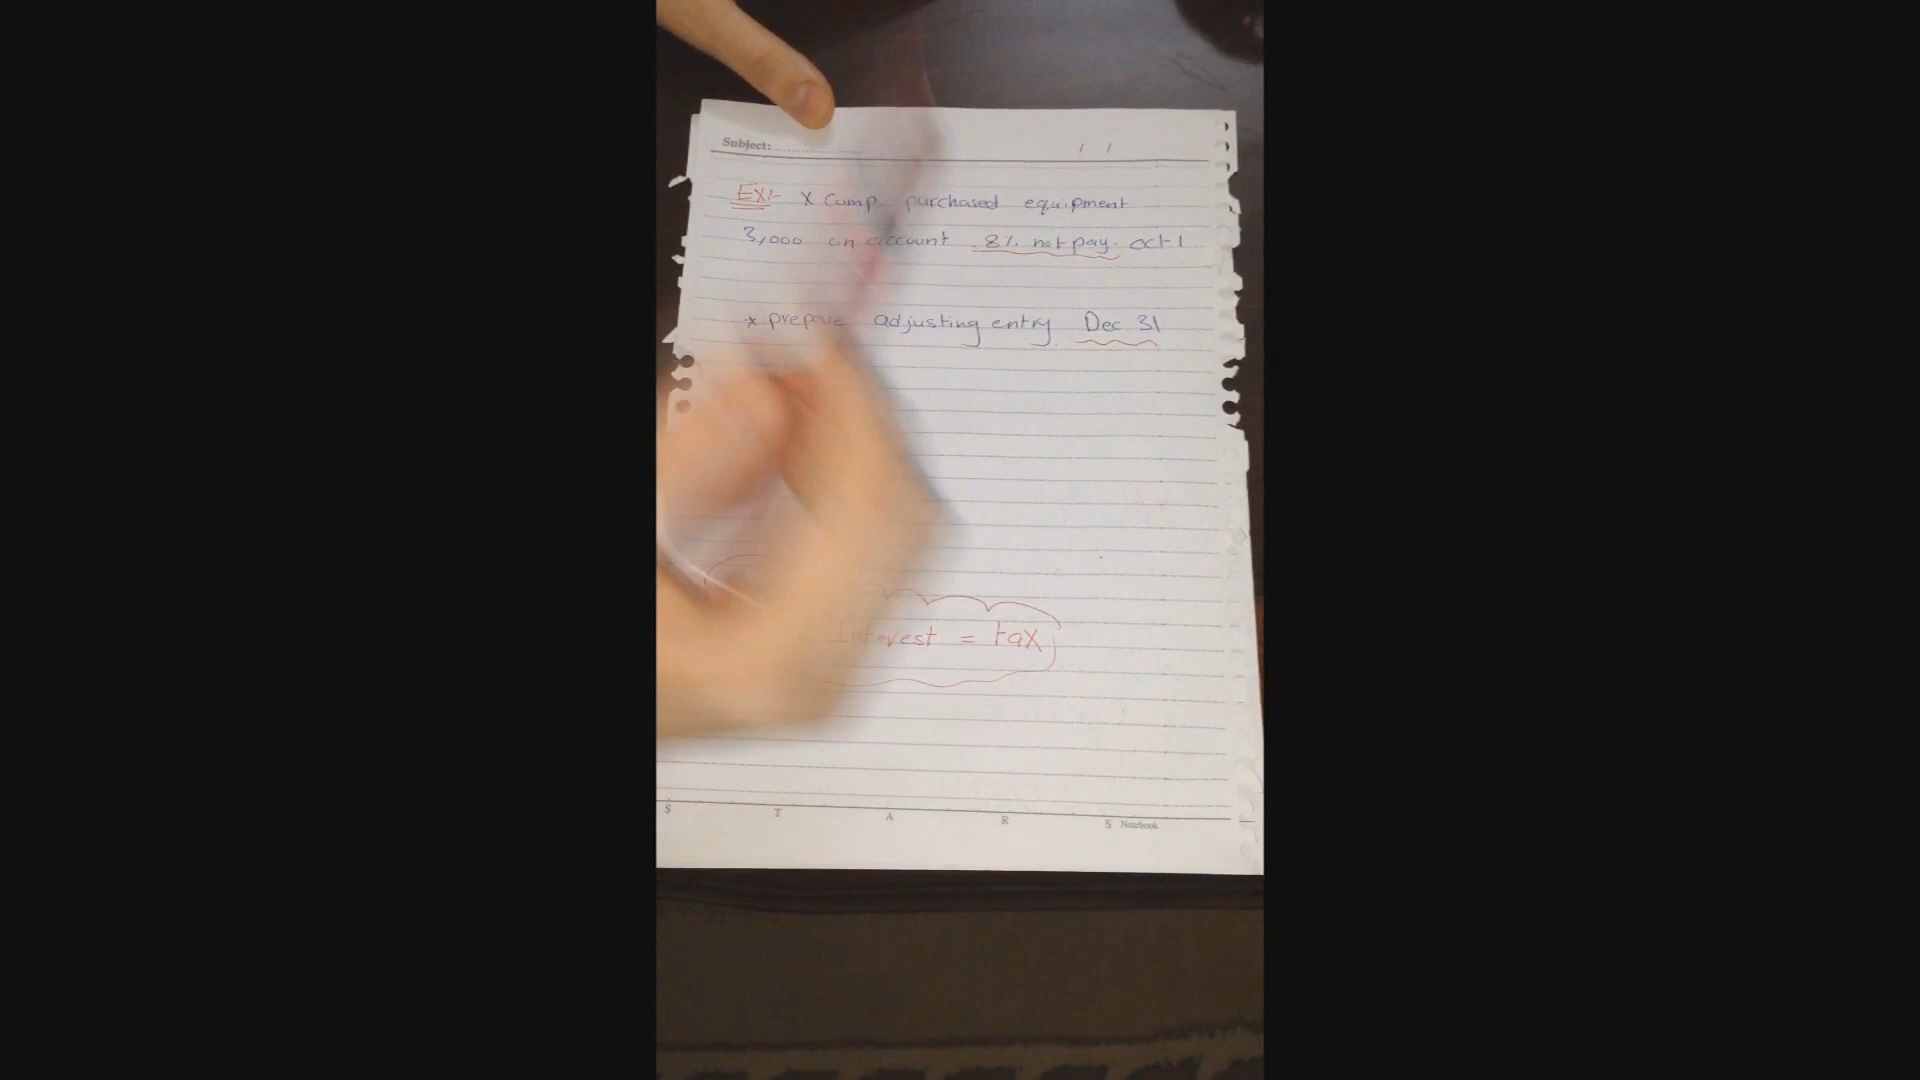 Subject:
/ /
EX:- X Comp. purchased equipment
3,000 on account 8% not pay. oct 1
* prepare adjusting entry Dec 31
Interest = tax
S T A R S Notebook